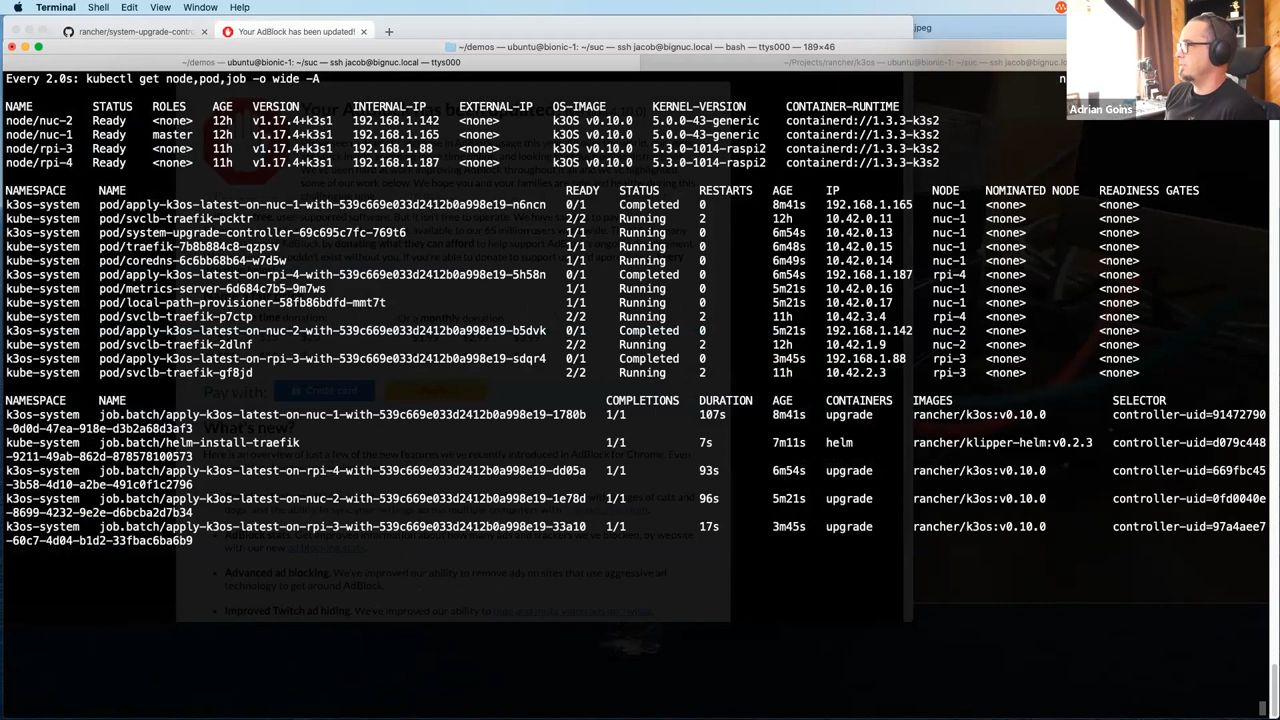 Terminal Shell Edit View Window Help
rancher/system-upgrade-contr × Your AdBlock has been updated! × +
jpeg
~/demos — ubuntu@bionic-1: ~/suc — ssh jacob@bignuc.local — bash — ttys000 — 189×46
~/demos — ubuntu@bionic-1: ~/suc — ssh jacob@bignuc.local — ttys000
~/Projects/rancher/k3os — ubuntu@bionic-1: ~/suc — ssh jacob@bignuc.local
Every 2.0s: kubectl get node,pod,job -o wide -A
Adrian Goins
NAME STATUS ROLES AGE VERSION INTERNAL-IP EXTERNAL-IP OS-IMAGE KERNEL-VERSION CONTAINER-RUNTIME
node/nuc-2 Ready <none> 12h v1.17.4+k3s1 192.168.1.142 <none> k3OS v0.10.0 5.0.0-43-generic containerd://1.3.3-k3s2
node/nuc-1 Ready master 12h v1.17.4+k3s1 192.168.1.165 <none> k3OS v0.10.0 5.0.0-43-generic containerd://1.3.3-k3s2
node/rpi-3 Ready <none> 11h v1.17.4+k3s1 192.168.1.88 <none> k3OS v0.10.0 5.3.0-1014-raspi2 containerd://1.3.3-k3s2
node/rpi-4 Ready <none> 11h v1.17.4+k3s1 192.168.1.187 <none> k3OS v0.10.0 5.3.0-1014-raspi2 containerd://1.3.3-k3s2
NAMESPACE NAME READY STATUS RESTARTS AGE IP NODE NOMINATED NODE READINESS GATES
k3os-system pod/apply-k3os-latest-on-nuc-1-with-539c669e033d2412b0a998e19-n6ncn 0/1 Completed 0 8m41s 192.168.1.165 nuc-1 <none> <none>
kube-system pod/svclb-traefik-pcktr 2/2 Running 2 12h 10.42.0.11 nuc-1 <none> <none>
k3os-system pod/system-upgrade-controller-69c695c7fc-769t6 1/1 Running 0 6m54s 10.42.0.13 nuc-1 <none> <none>
kube-system pod/traefik-7b8b884c8-qzpsv 1/1 Running 0 6m48s 10.42.0.15 nuc-1 <none> <none>
kube-system pod/coredns-6c6bb68b64-w7d5w 1/1 Running 0 6m49s 10.42.0.14 nuc-1 <none> <none>
k3os-system pod/apply-k3os-latest-on-rpi-4-with-539c669e033d2412b0a998e19-5h58n 0/1 Completed 0 6m54s 192.168.1.187 rpi-4 <none> <none>
kube-system pod/metrics-server-6d684c7b5-9m7ws 1/1 Running 0 5m21s 10.42.0.16 nuc-1 <none> <none>
kube-system pod/local-path-provisioner-58fb86bdfd-mmt7t 1/1 Running 0 5m21s 10.42.0.17 nuc-1 <none> <none>
kube-system pod/svclb-traefik-p7ctp 2/2 Running 2 11h 10.42.3.4 rpi-4 <none> <none>
k3os-system pod/apply-k3os-latest-on-nuc-2-with-539c669e033d2412b0a998e19-b5dvk 0/1 Completed 0 5m21s 192.168.1.142 nuc-2 <none> <none>
kube-system pod/svclb-traefik-2dlnf 2/2 Running 2 12h 10.42.1.9 nuc-2 <none> <none>
k3os-system pod/apply-k3os-latest-on-rpi-3-with-539c669e033d2412b0a998e19-sdqr4 0/1 Completed 0 3m45s 192.168.1.88 rpi-3 <none> <none>
kube-system pod/svclb-traefik-gf8jd 2/2 Running 2 11h 10.42.2.3 rpi-3 <none> <none>
NAMESPACE NAME COMPLETIONS DURATION AGE CONTAINERS IMAGES SELECTOR
k3os-system job.batch/apply-k3os-latest-on-nuc-1-with-539c669e033d2412b0a998e19-1780b 1/1 107s 8m41s upgrade rancher/k3os:v0.10.0 controller-uid=91472790
-0d0d-47ea-918e-d3b2a68d3af3
kube-system job.batch/helm-install-traefik 1/1 7s 7m11s helm rancher/klipper-helm:v0.2.3 controller-uid=d079c448
-9211-49ab-862d-878578100573
k3os-system job.batch/apply-k3os-latest-on-rpi-4-with-539c669e033d2412b0a998e19-dd05a 1/1 93s 6m54s upgrade rancher/k3os:v0.10.0 controller-uid=669fbc45
-3b58-4d10-a2be-491c0f1c2796
k3os-system job.batch/apply-k3os-latest-on-nuc-2-with-539c669e033d2412b0a998e19-1e78d 1/1 96s 5m21s upgrade rancher/k3os:v0.10.0 controller-uid=0fd0040e
-8699-4232-9e2e-d6bcba2d7b34
k3os-system job.batch/apply-k3os-latest-on-rpi-3-with-539c669e033d2412b0a998e19-33a10 1/1 17s 3m45s upgrade rancher/k3os:v0.10.0 controller-uid=97a4aee7
-60c7-4d04-b1d2-33fbac6ba6b9
Pay with:
What's new?